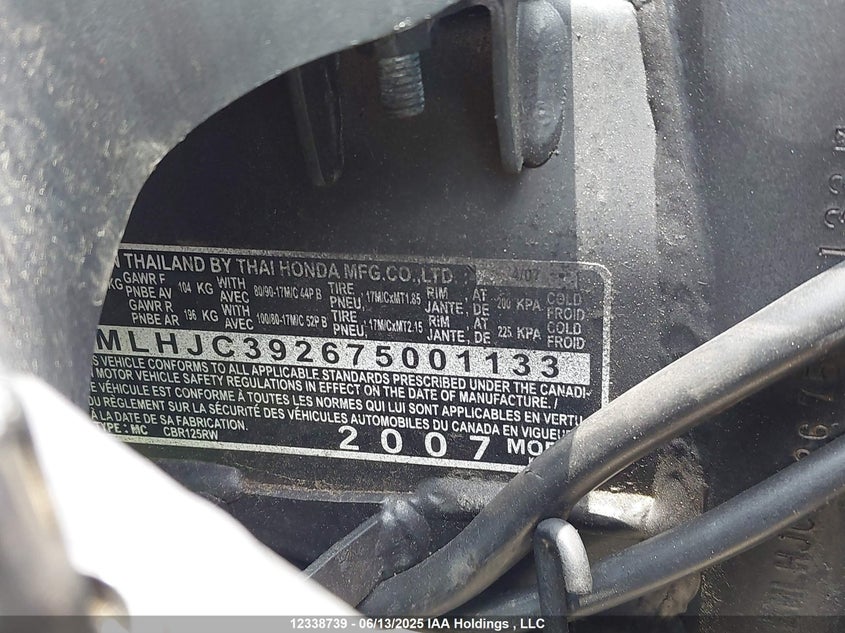 N THAILAND BY THAI HONDA MFG.CO.,LTD 4/07
KG GAWR F 104 KG WITH 80/90-17M/C 44P B TIRE 17M/CxMT1.85 RIM AT 200 KPA COLD
PNBE AV AVEC PNEU, JANTE, DE FROID
GAWR R 196 KG WITH 100/80-17M/C 52P B TIRE 17M/CxMT2.15 RIM AT 225 KPA COLD
PNBE AR AVEC PNEU, JANTE, DE FROID
MLHJC392675001133
S VEHICLE CONFORMS TO ALL APPLICABLE STANDARDS PRESCRIBED UNDER THE CANADI-
N MOTOR VEHICLE SAFETY REGULATIONS IN EFFECT ON THE DATE OF MANUFACTURE. /
E VÉHICULE EST CONFORME À TOUTES LES NORMES QUI LUI SONT APPLICABLES EN VERTU
DU RÈGLEMENT SUR LA SÉCURITÉ DES VÉHICULES AUTOMOBILES DU CANADA EN VIGUEU
À LA DATE DE SA FABRICATION.
TYPE : MC CBR125RW 2007 MOD
12338739 - 06/13/2025 IAA Holdings , LLC